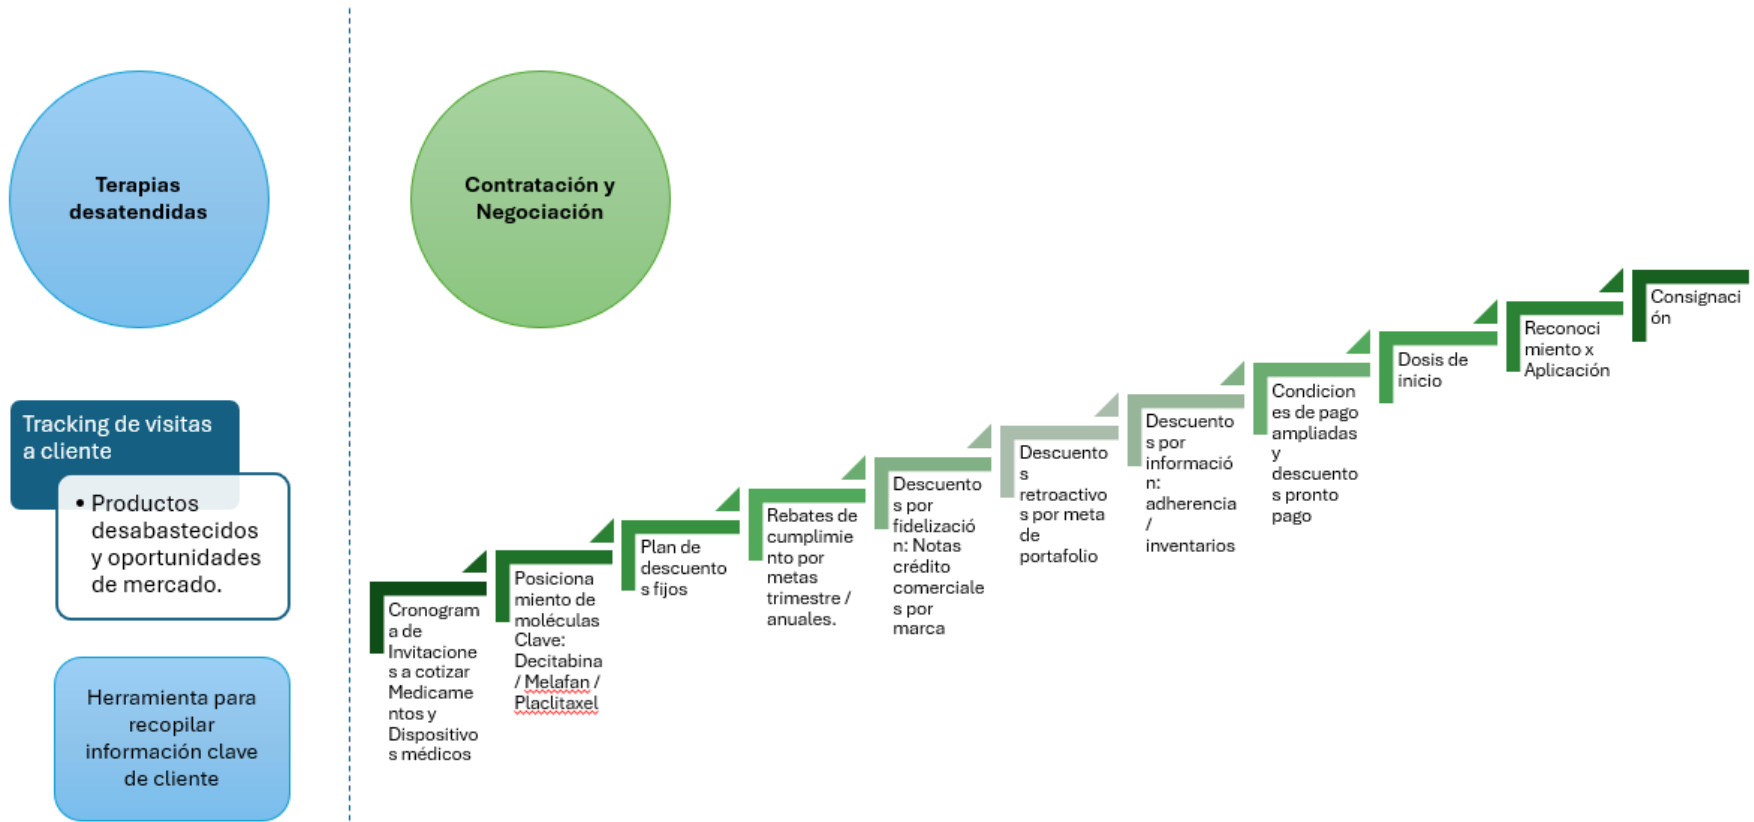 Terapias
desatendidas
Tracking de visitas
a cliente
• Productos
desabastecidos
y oportunidades
de mercado.
Herramienta para
recopilar
información clave
de cliente
Contratación y
Negociación
Cronogram
a de
Invitacione
s a cotizar
Medicame
ntos y
Dispositivo
s médicos
Posiciona
miento de
moléculas
Clave:
Decitabina
/ Melafan /
Placlitaxel
Plan de
descuento
s fijos
Rebates de
cumplimie
nto por
metas
trimestre /
anuales.
Descuento
s por
fidelizació
n: Notas
crédito
comerciale
s por
marca
Descuento
s
retroactivo
s por meta
de
portafolio
Descuento
s por
informació
n:
adherencia
/
inventarios
Condicion
es de pago
ampliadas
y
descuento
s pronto
pago
Dosis de
inicio
Reconoci
miento x
Aplicación
Consignaci
ón